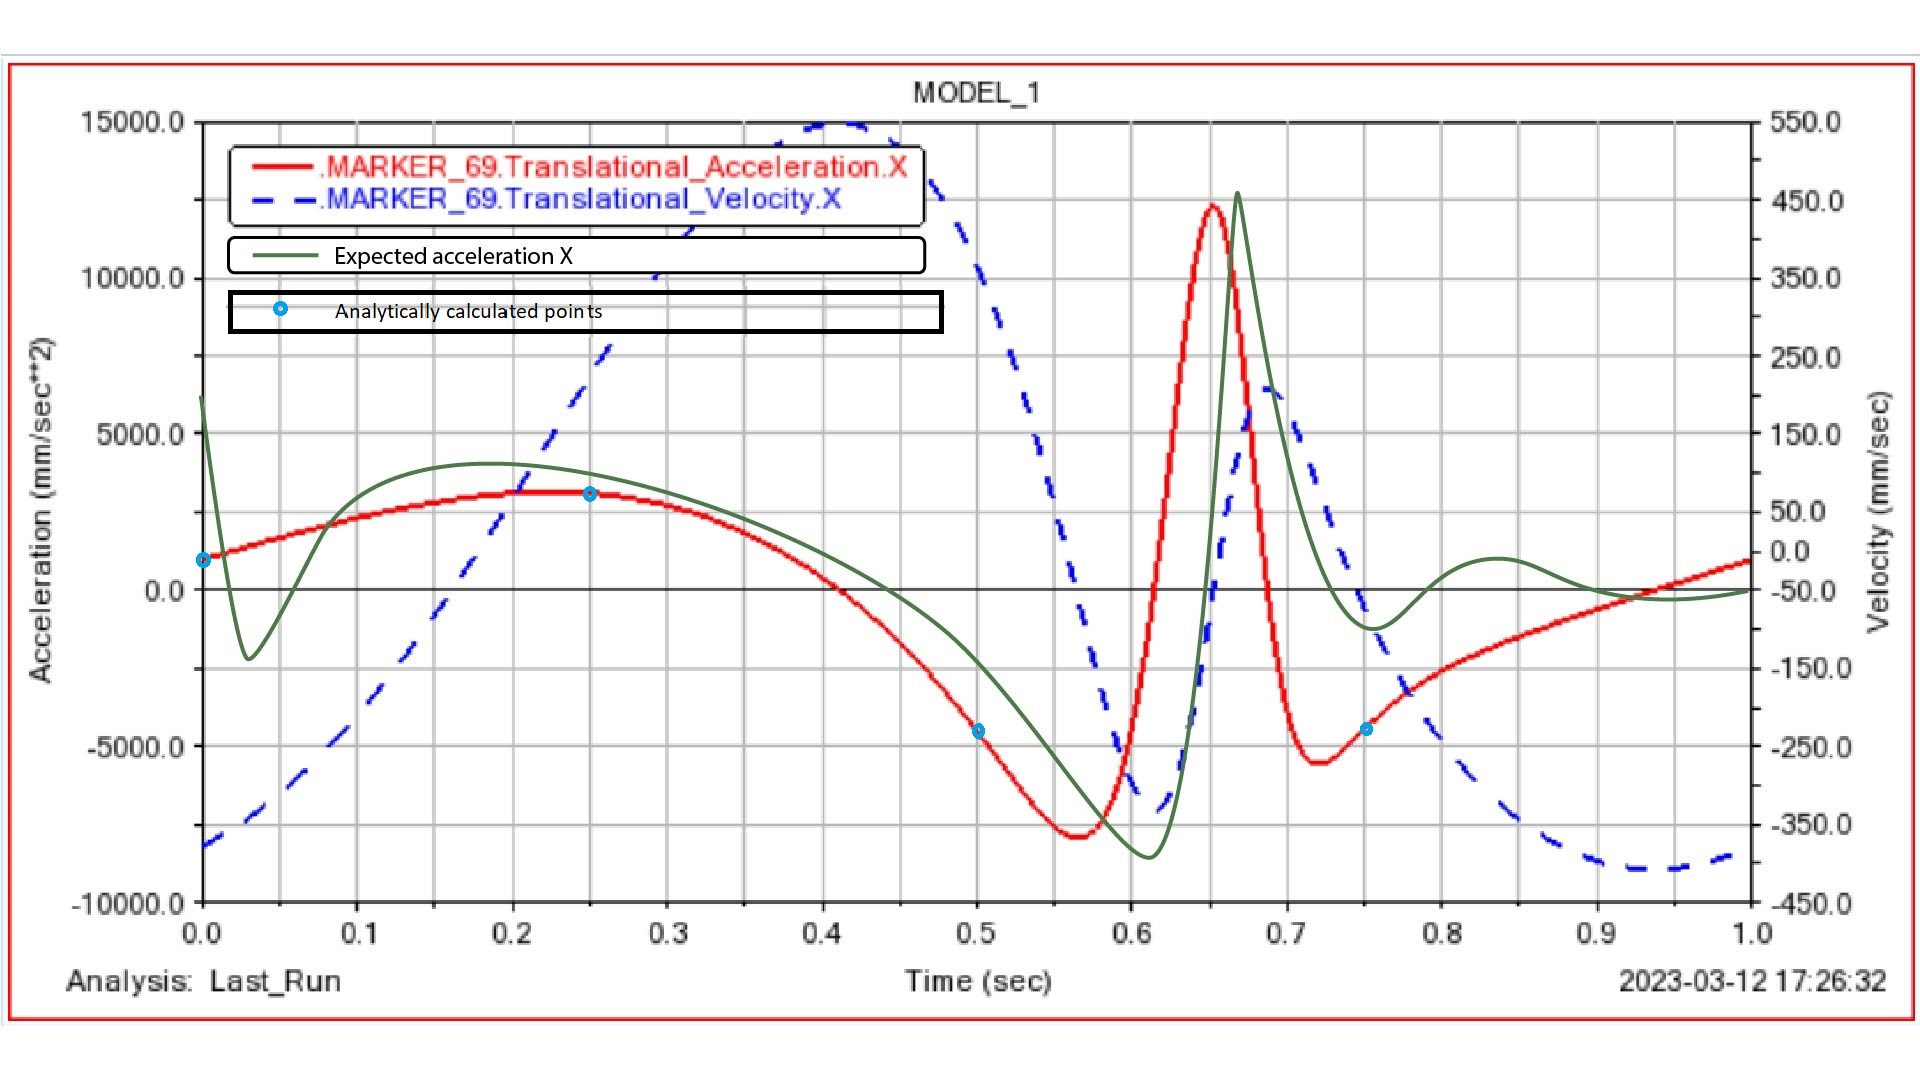 MODEL_1
.MARKER_69.Translational_Acceleration.X
.MARKER_69.Translational_Velocity.X
Expected acceleration X
Analytically calculated points
Acceleration (mm/sec**2)
15000.0
10000.0
5000.0
0.0
-5000.0
-10000.0
550.0
450.0
350.0
250.0
150.0
50.0
0.0
-50.0
-150.0
-250.0
-350.0
-450.0
Velocity (mm/sec)
0.0 0.1 0.2 0.3 0.4 0.5 0.6 0.7 0.8 0.9 1.0
Analysis: Last_Run Time (sec) 2023-03-12 17:26:32